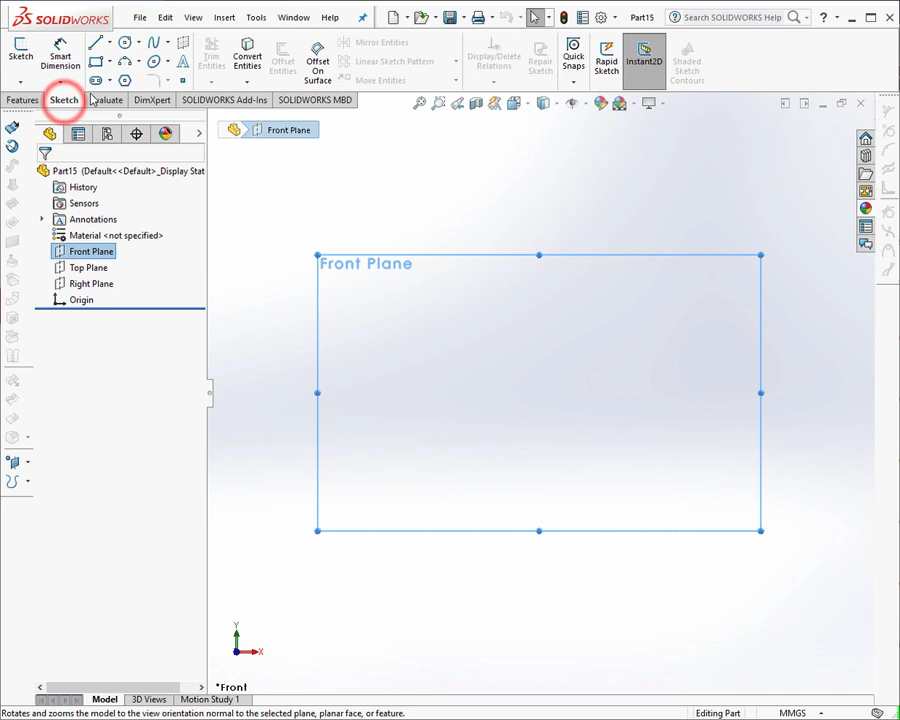 SOLIDWORKS File Edit View Insert Tools Window Help Part15 Search SOLIDWORKS Help ?
Sketch Smart Dimension Trim Entities Convert Entities Offset Entities Offset On Surface Mirror Entities Linear Sketch Pattern Move Entities Display/Delete Relations Repair Sketch Quick Snaps Rapid Sketch Instant2D Shaded Sketch Contours
Features Sketch Evaluate DimXpert SOLIDWORKS Add-Ins SOLIDWORKS MBD
Front Plane
Part15 (Default<<Default>_Display Stat
History
Sensors
Annotations
Material <not specified>
Front Plane
Top Plane
Right Plane
Origin
Front Plane
Y
X
*Front
Model 3D Views Motion Study 1
Rotates and zooms the model to the view orientation normal to the selected plane, planar face, or feature. Editing Part MMGS